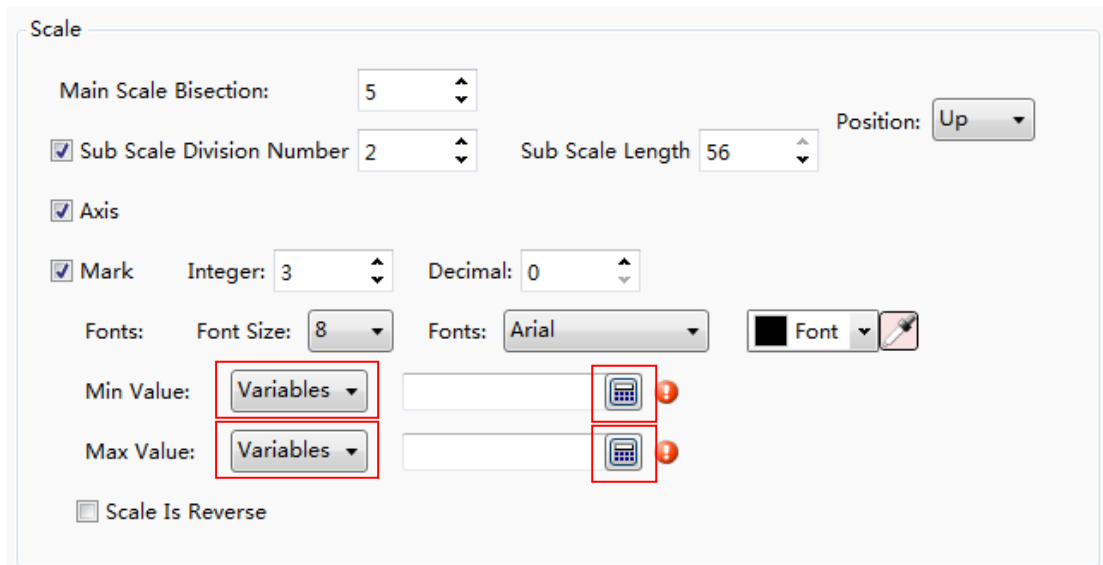 Scale
Main Scale Bisection: 5
Position: Up
Sub Scale Division Number 2 Sub Scale Length 56
Axis
Mark Integer: 3 Decimal: 0
Fonts: Font Size: 8 Fonts: Arial Font
Min Value: Variables
Max Value: Variables
Scale Is Reverse